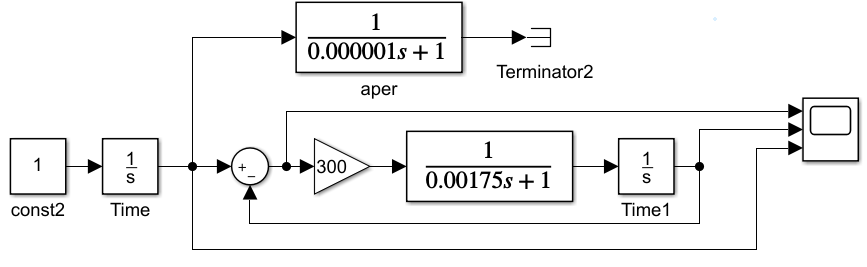 1
0.000001s + 1
aper
Terminator2
1
const2
1
s
Time
+
−
300
1
0.00175s + 1
1
s
Time1